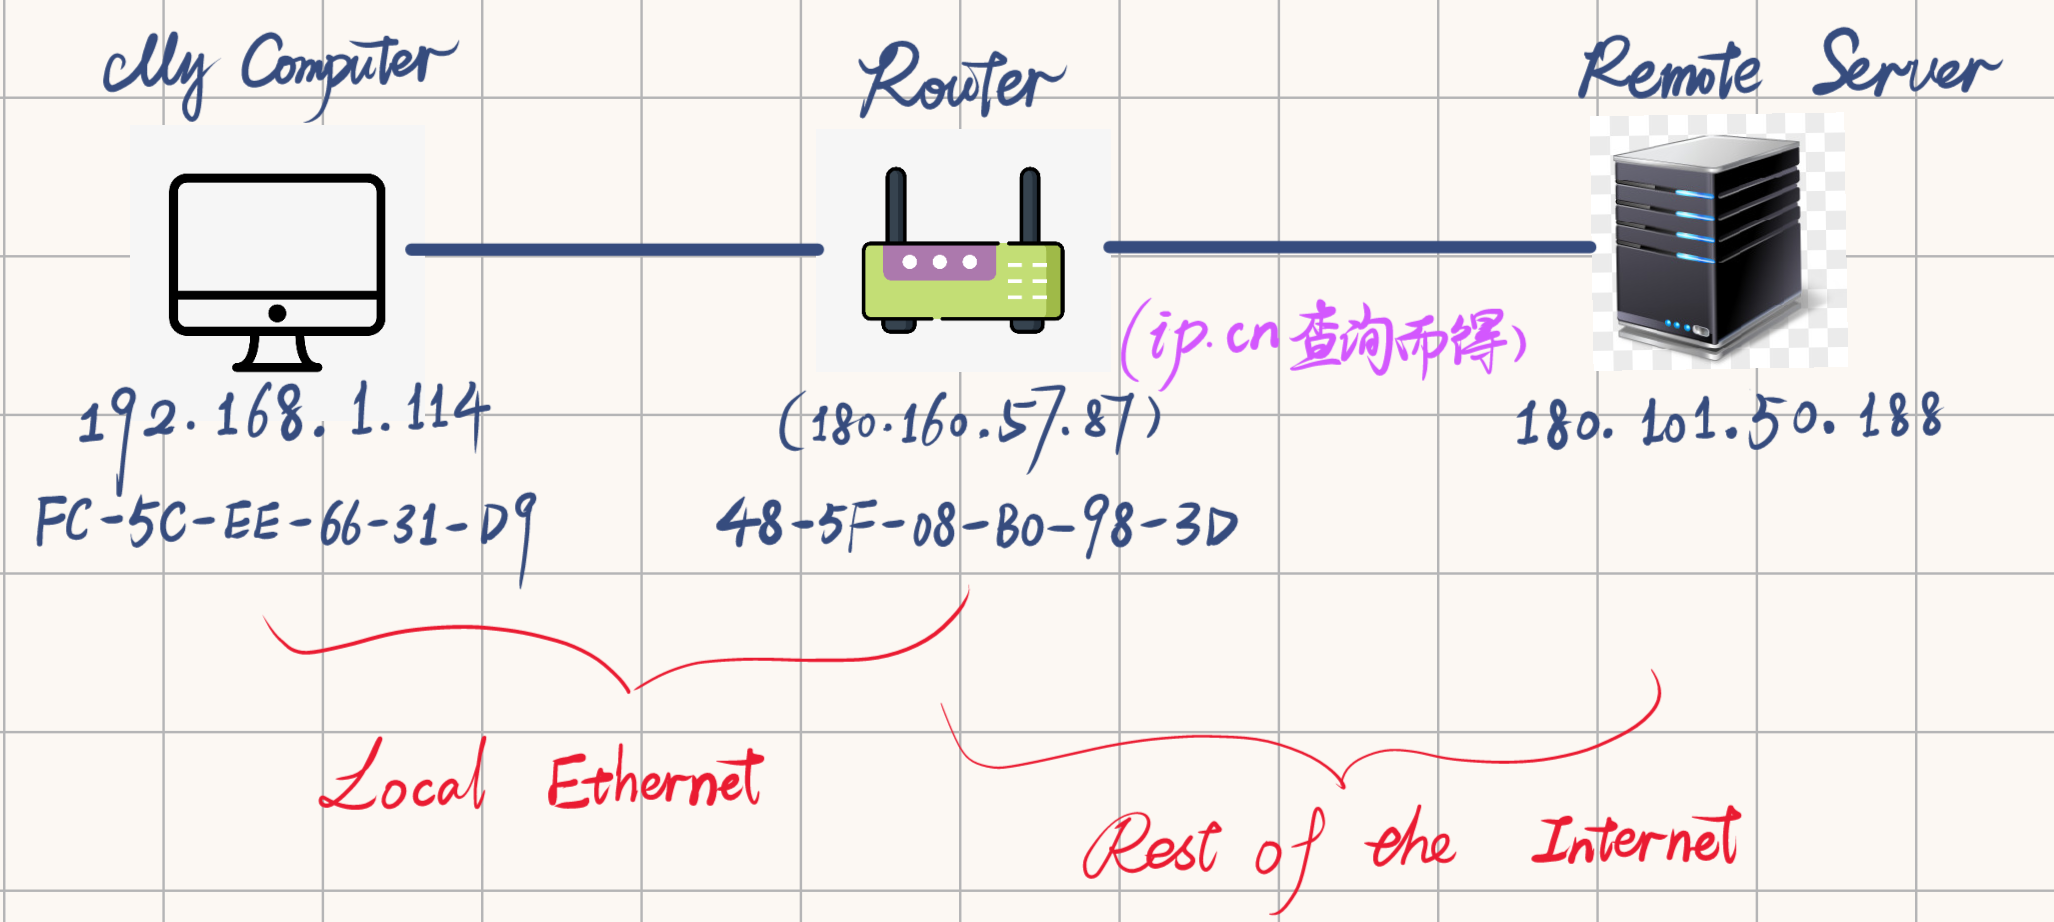 My Computer
Router
Remote Server
(ip.cn 查询而得)
192.168.1.114
(180.160.57.87)
180.101.50.188
FC-5C-EE-66-31-D9
48-5F-08-B0-98-3D
Local Ethernet
Rest of the Internet